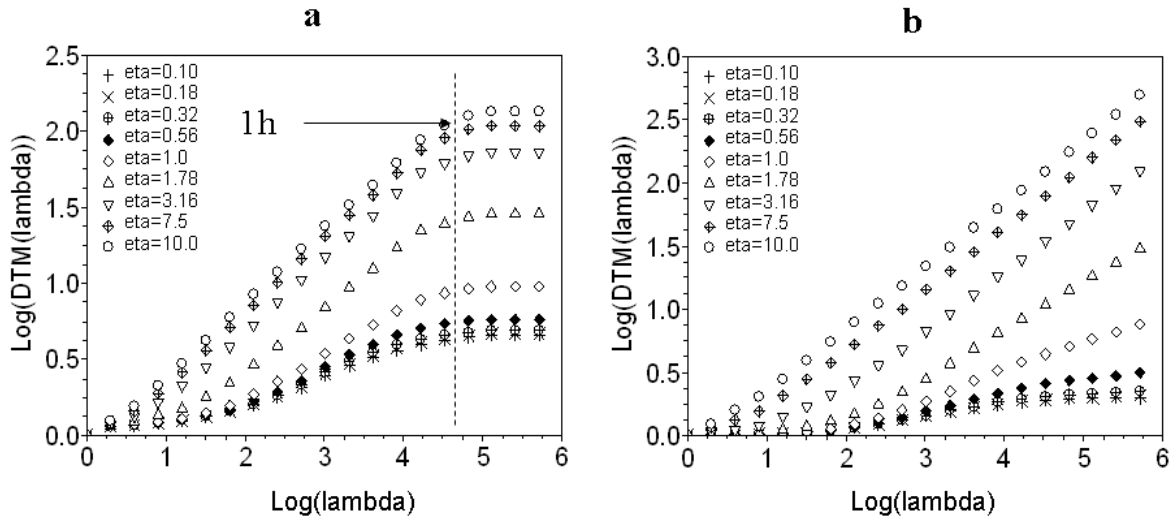 a
Log(DTM(lambda))
2.5
2.0
1.5
1.0
0.5
0.0
eta=0.10
eta=0.18
eta=0.32
eta=0.56
eta=1.0
eta=1.78
eta=3.16
eta=7.5
eta=10.0
1h
0 1 2 3 4 5 6
Log(lambda)
b
Log(DTM(lambda))
3.0
2.5
2.0
1.5
1.0
0.5
0.0
eta=0.10
eta=0.18
eta=0.32
eta=0.56
eta=1.0
eta=1.78
eta=3.16
eta=7.5
eta=10.0
0 1 2 3 4 5 6
Log(lambda)